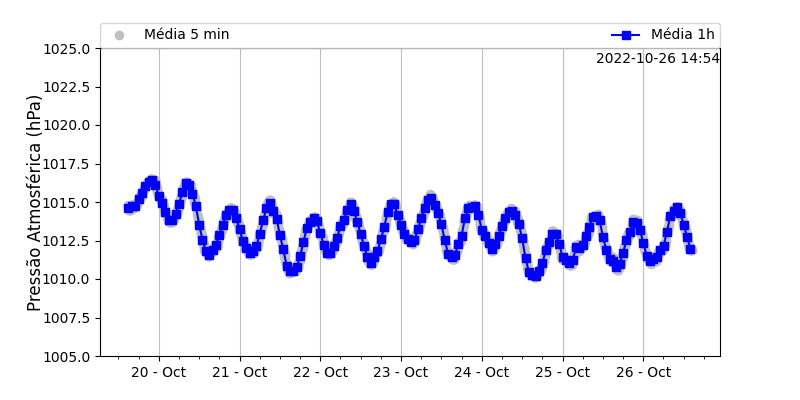 Média 5 min
Média 1h
2022-10-26 14:54
Pressão Atmosférica (hPa)
1025.0
1022.5
1020.0
1017.5
1015.0
1012.5
1010.0
1007.5
1005.0
20 - Oct
21 - Oct
22 - Oct
23 - Oct
24 - Oct
25 - Oct
26 - Oct